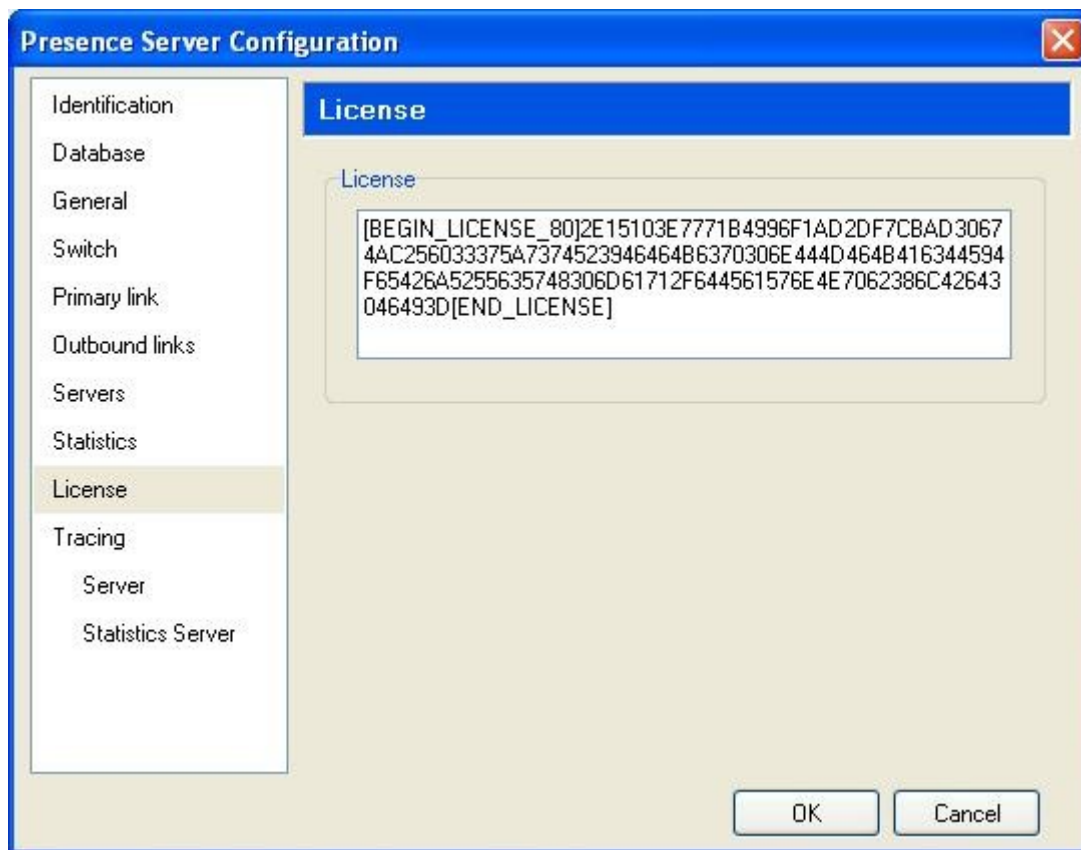 Presence Server Configuration
Identification
Database
General
Switch
Primary link
Outbound links
Servers
Statistics
License
Tracing
Server
Statistics Server
License
License
[BEGIN_LICENSE_80]2E15103E7771B4996F1AD2DF7CBAD3067
4AC256033375A7374523946464B6370306E444D464B416344594
F65426A5255635748306D61712F644561576E4E7062386C42643
046493D[END_LICENSE]
OK
Cancel